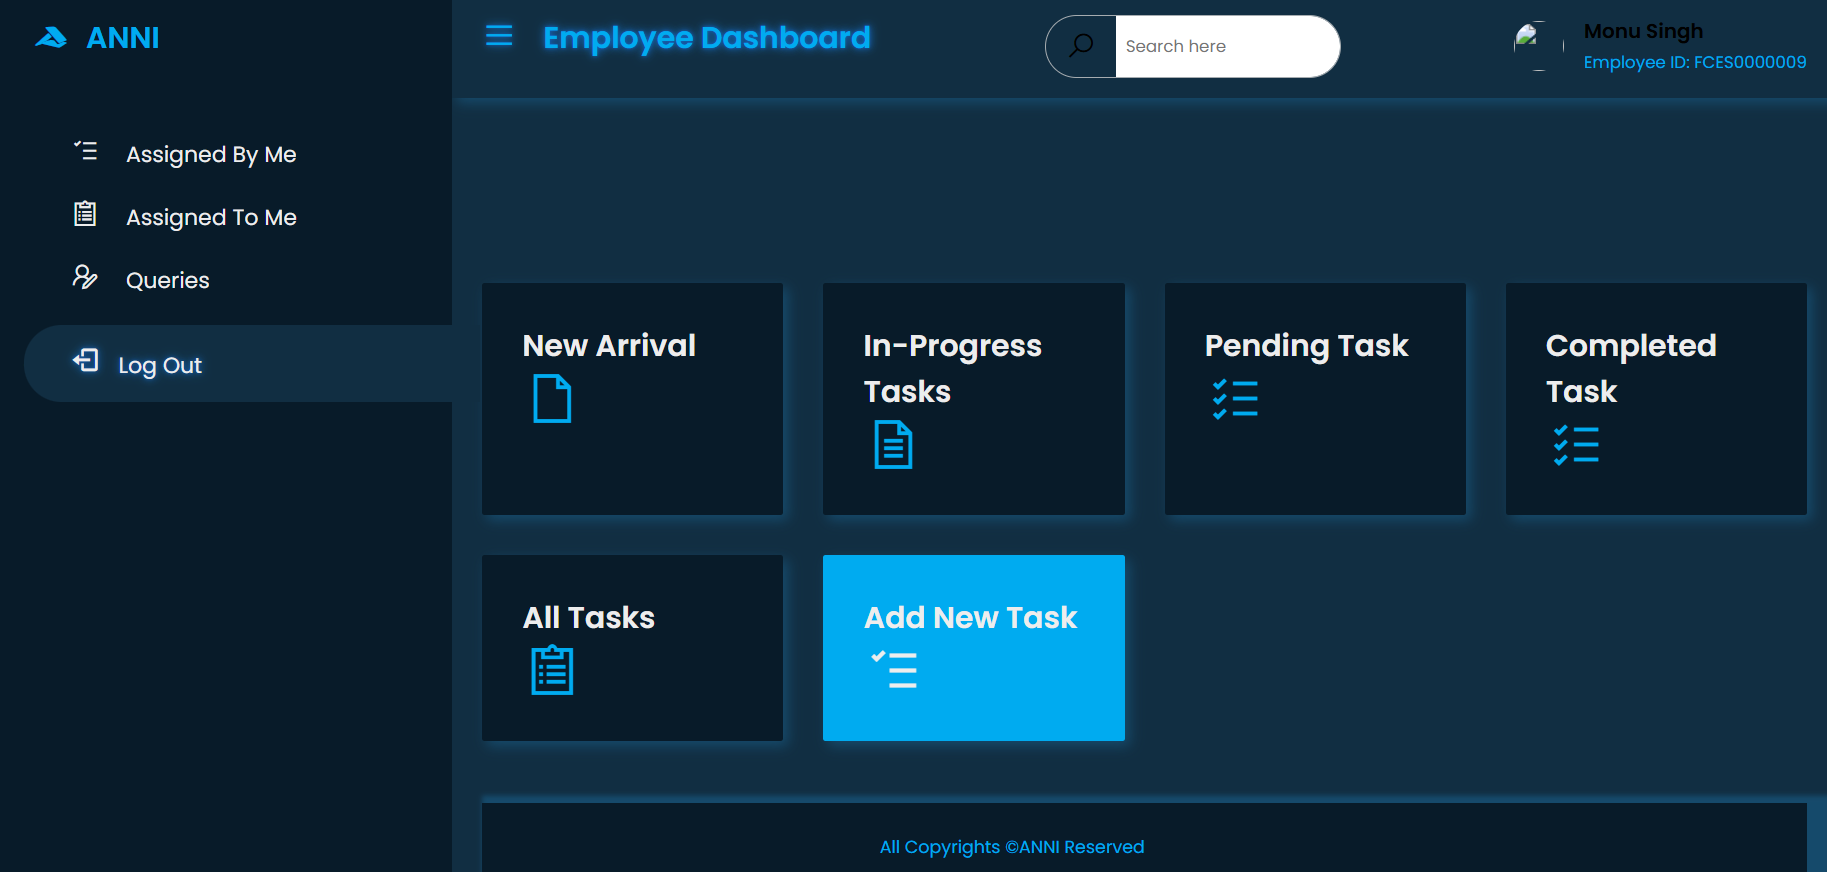 ANNI
Employee Dashboard
Search here
Monu Singh
Employee ID: FCES0000009
Assigned By Me
Assigned To Me
Queries
Log Out
New Arrival
In-Progress
Tasks
Pending Task
Completed
Task
All Tasks
Add New Task
All Copyrights ©ANNI Reserved